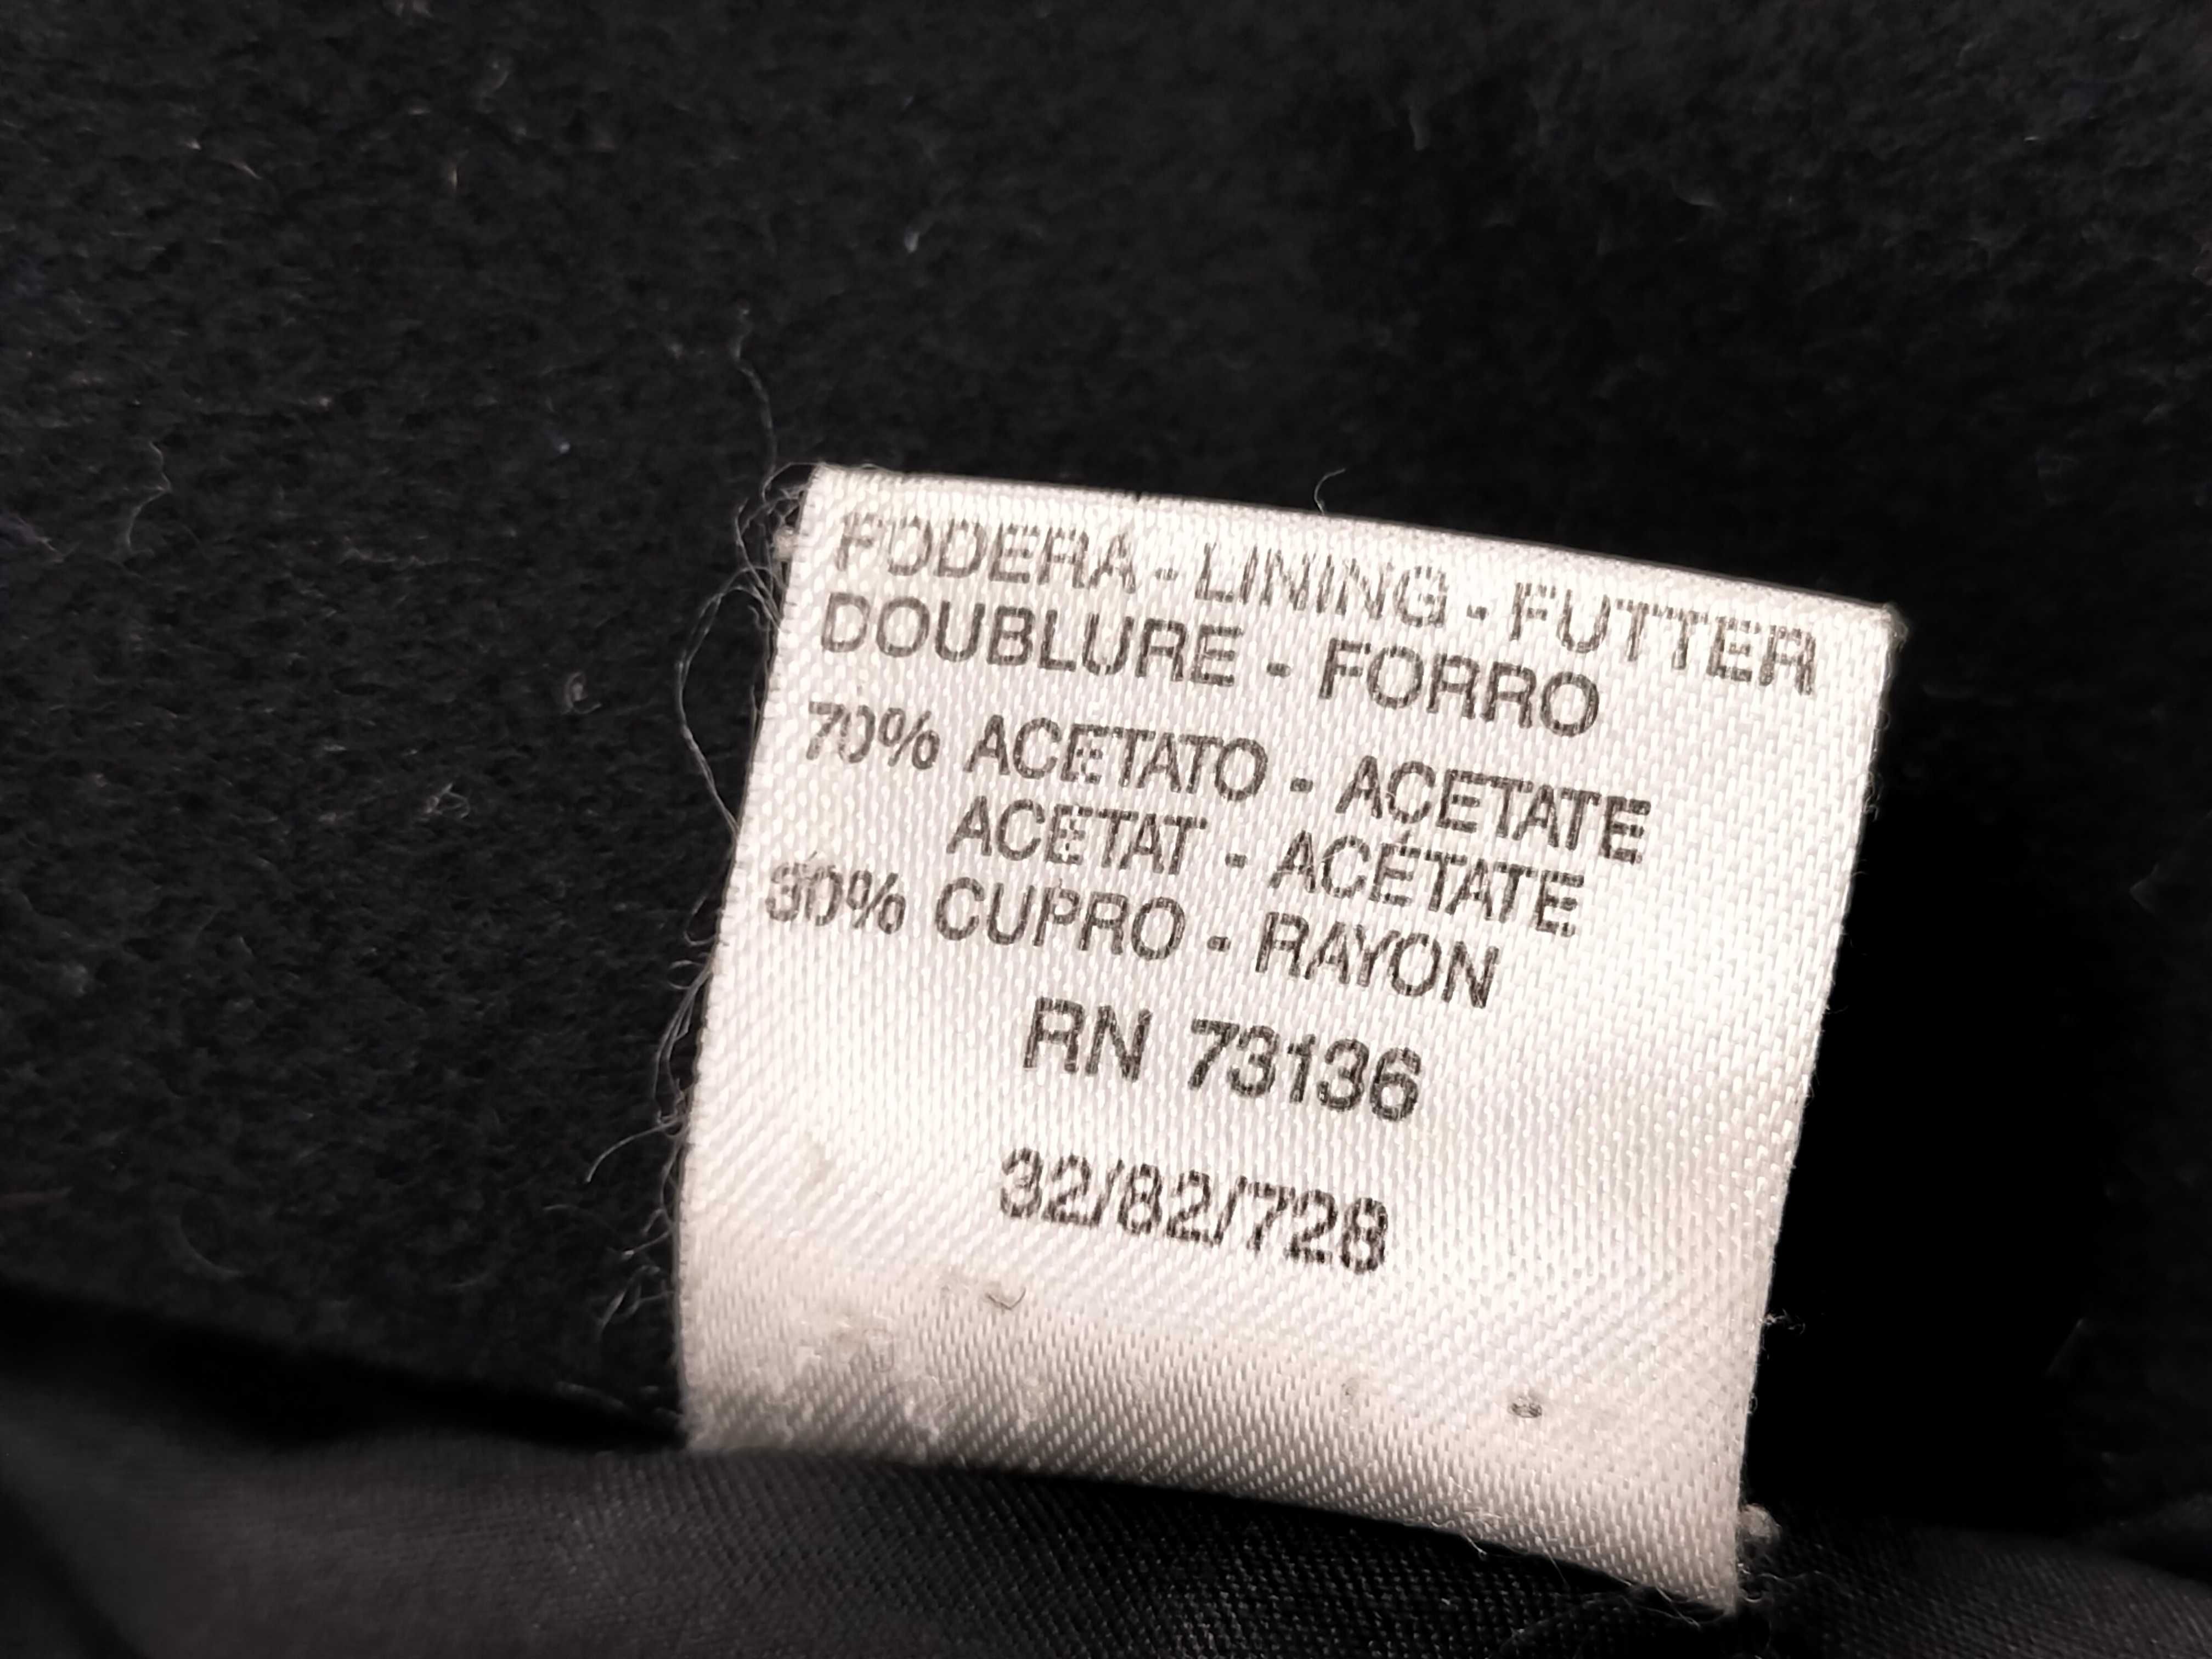 FODERA - LINING - FUTTER
DOUBLURE - FORRO
70% ACETATO - ACETATE
ACETAT - ACÉTATE
30% CUPRO - RAYON
RN 73136
32/82/728